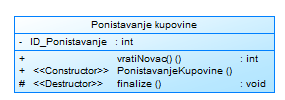 Ponistavanje kupovine
- ID_Ponistavanje : int
+ vratiNovac() () : int
+ <<Constructor>> PonistavanjeKupovine ()
# <<Destructor>> finalize () : void